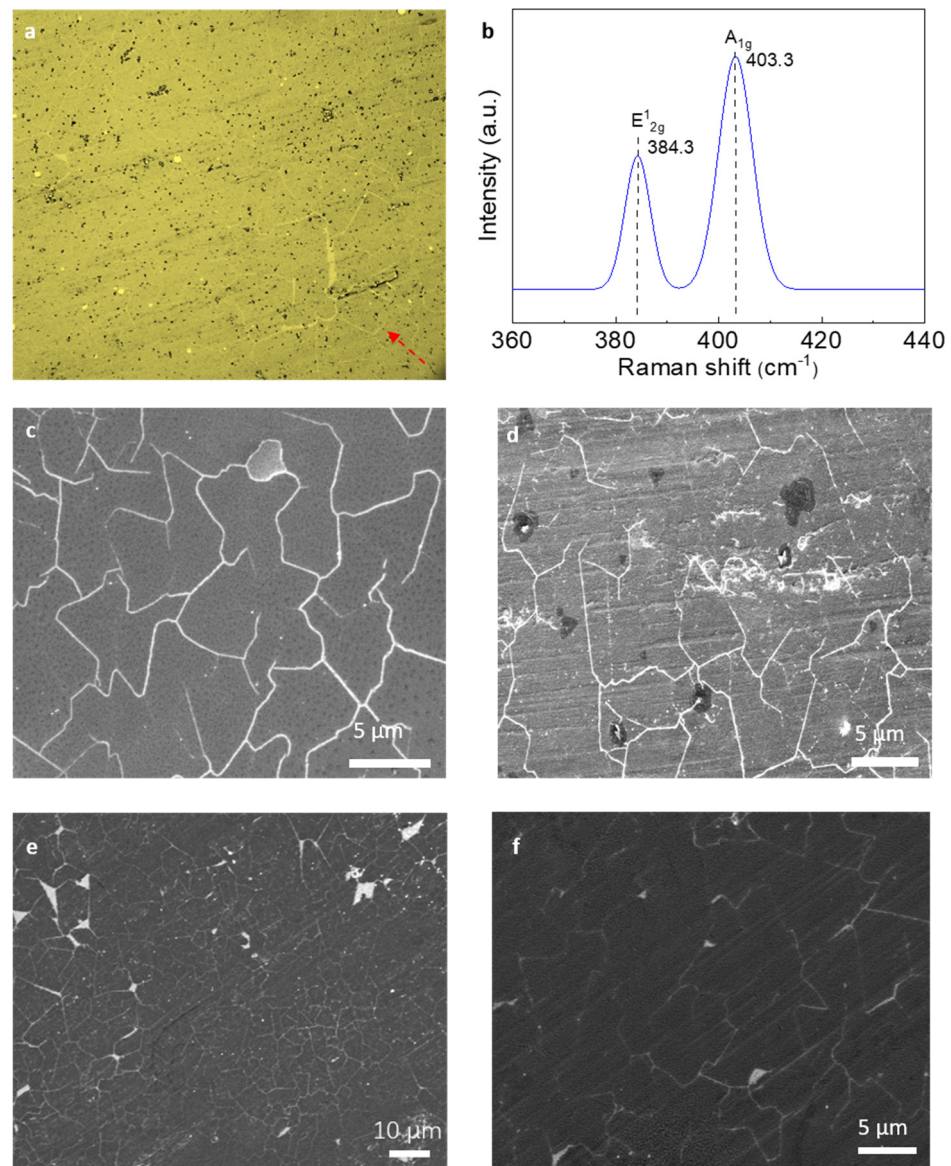 a
b
A1g
403.3
E¹2g
384.3
Intensity (a.u.)
360
380
400
420
440
Raman shift (cm⁻¹)
c
5 µm
d
5 µm
e
10 µm
f
5 µm